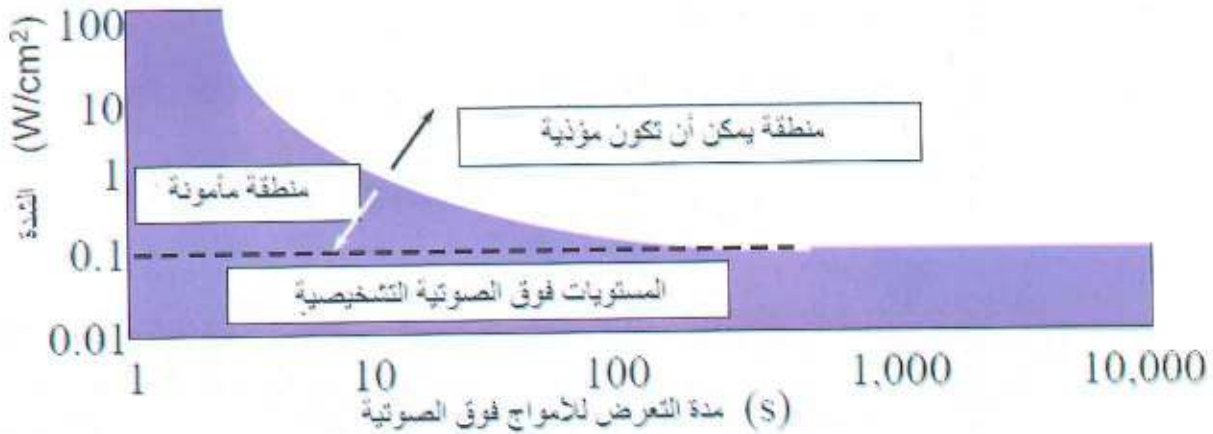 الشدة (W/cm²)
100
10
1
0.1
0.01
منطقة يمكن أن تكون مؤذية
منطقة مأمونة
المستويات فوق الصوتية التشخيصية
1 10 100 1,000 10,000
مدة التعرض للأمواج فوق الصوتية (s)